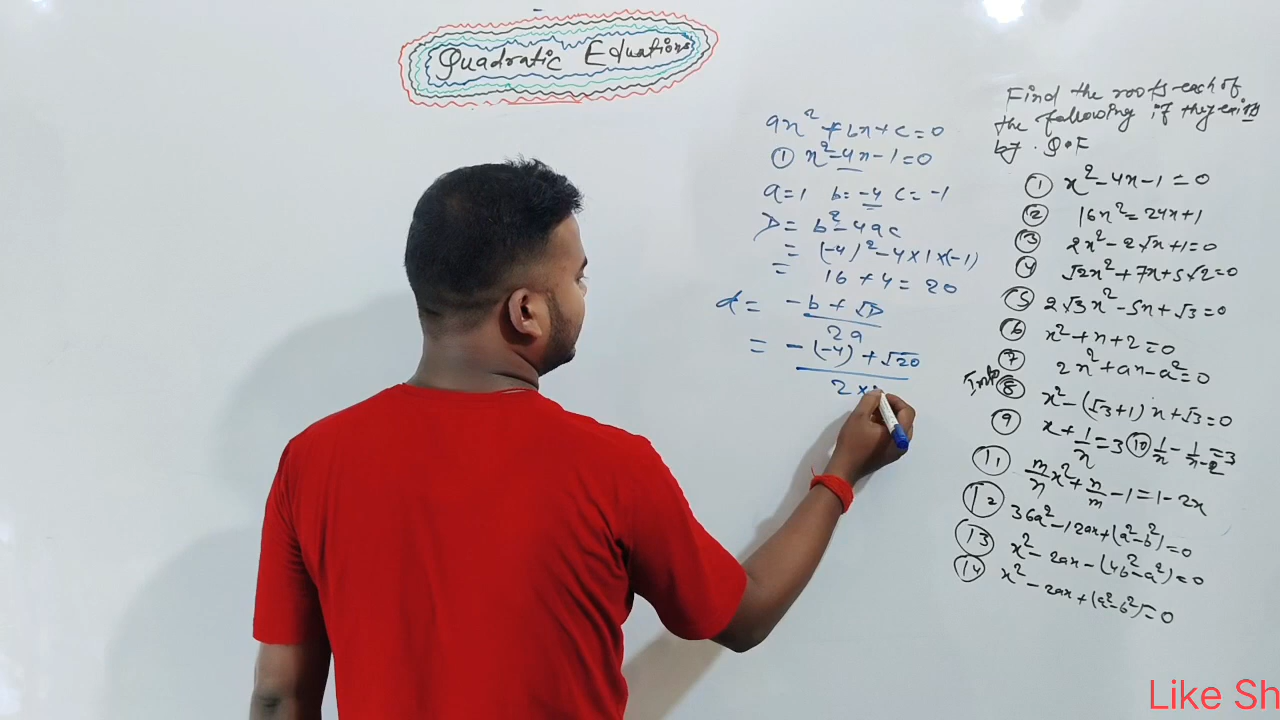 Quadratic Equations
ax² + bx + c = 0
① x² - 4x - 1 = 0
a = 1 b = -4 c = -1
D = b² - 4ac
= (-4)² - 4 × 1 × (-1)
= 16 + 4 = 20
α = -b + √D / 2a
= -(-4) + √20 / 2 ×
Find the roots each of
the following if they exists
by. Q.F
① x² - 4x - 1 = 0
② 16x² = 24x + 1
③ 2x² - 2√x + 1 = 0
④ √2x² + 7x + 5√2 = 0
⑤ 2√3x² - 5x + √3 = 0
⑥ x² + x + 2 = 0
⑦ 2x² + ax - a² = 0
⑧ x² - (√3+1)x + √3 = 0
⑨ x + 1/x = 3 ⑩ 1/x - 1/x-2 = 3
⑪ m/n x² + n/m - 1 = 1 - 2x
⑫ 36a² - 12ax + (a² - b²) = 0
⑬ x² - 2ax - (4b² - a²) = 0
⑭ x² - 2ax + (a² - b²) = 0
Like Sh